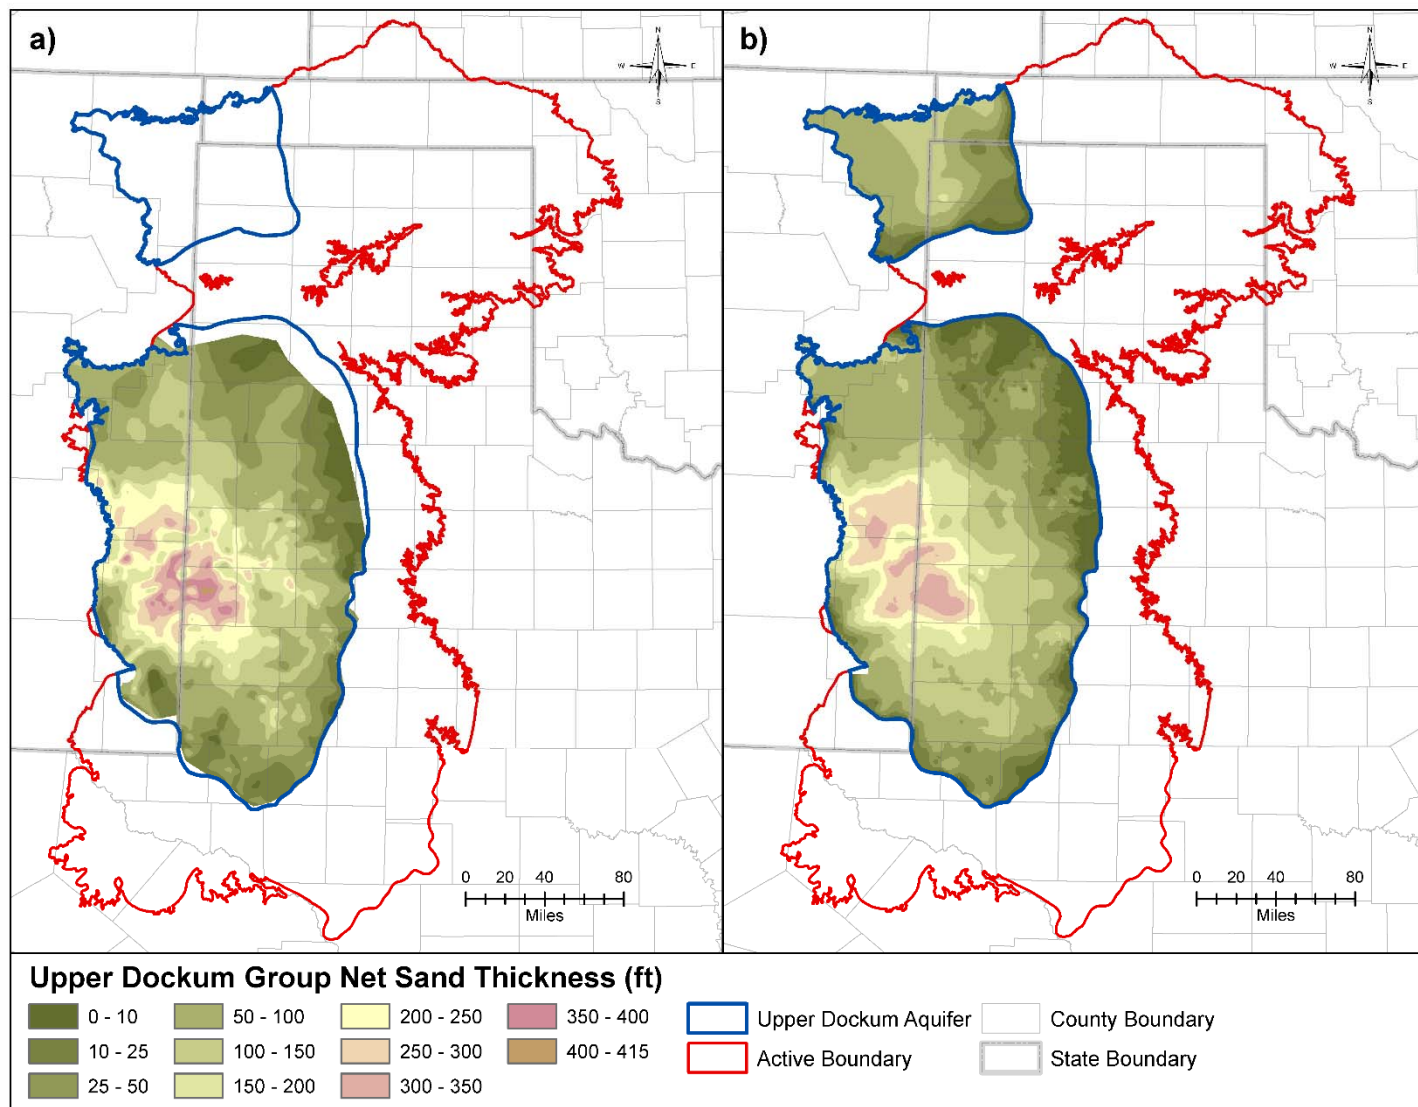 a)
N
W E
S
0 20 40 80
Miles
b)
N
W E
S
0 20 40 80
Miles
Upper Dockum Group Net Sand Thickness (ft)
0 - 10
10 - 25
25 - 50
50 - 100
100 - 150
150 - 200
200 - 250
250 - 300
300 - 350
350 - 400
400 - 415
Upper Dockum Aquifer
Active Boundary
County Boundary
State Boundary